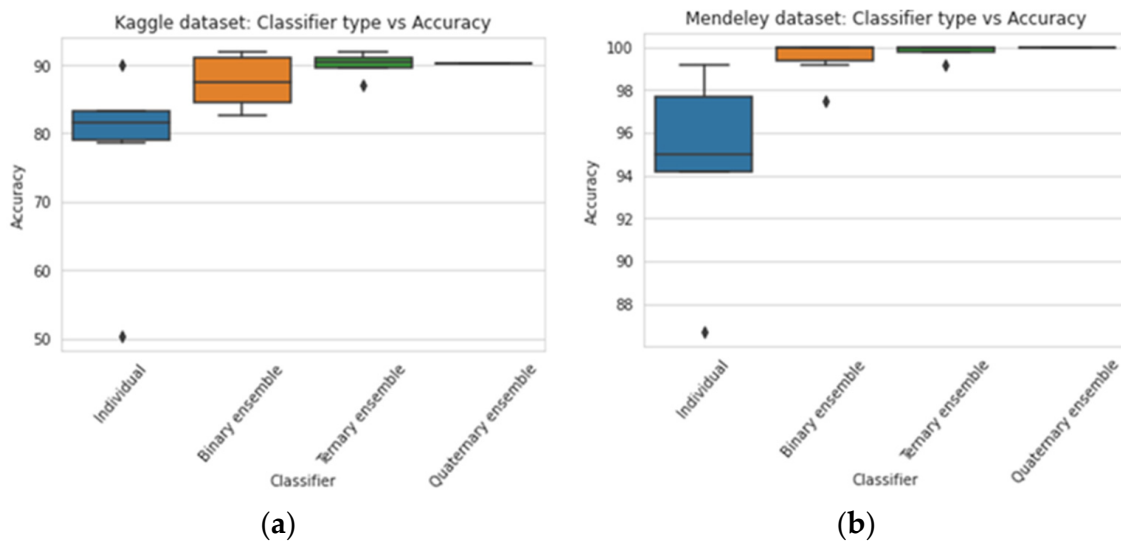 Kaggle dataset: Classifier type vs Accuracy
90
80
70
60
50
Accuracy
Individual
Binary ensemble
Ternary ensemble
Quaternary ensemble
Classifier
(a)
Mendeley dataset: Classifier type vs Accuracy
100
98
96
94
92
90
88
Accuracy
Individual
Binary ensemble
Ternary ensemble
Quaternary ensemble
Classifier
(b)